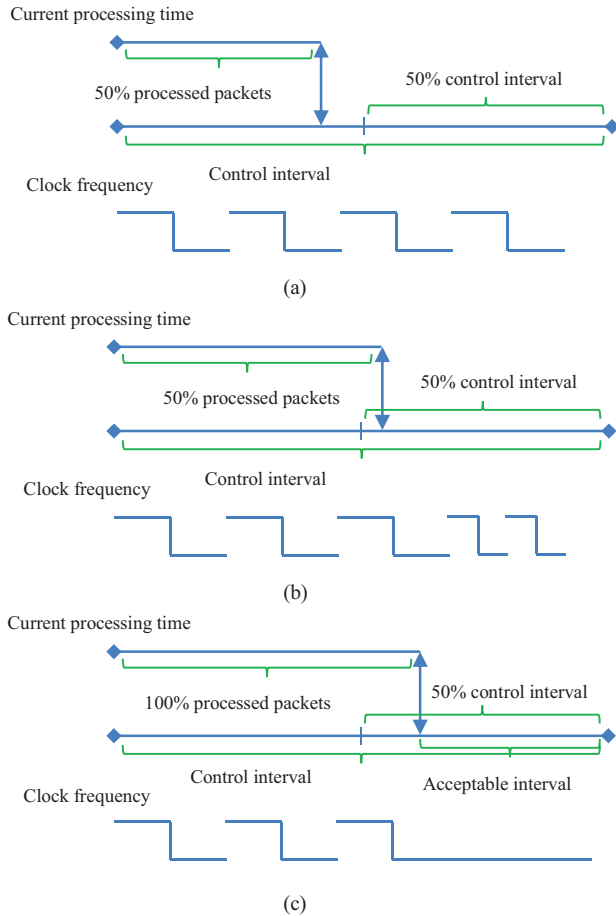 Current processing time
50% processed packets
50% control interval
Control interval
Clock frequency
(a)
Current processing time
50% control interval
50% processed packets
Control interval
Clock frequency
(b)
Current processing time
50% control interval
100% processed packets
Control interval
Acceptable interval
Clock frequency
(c)